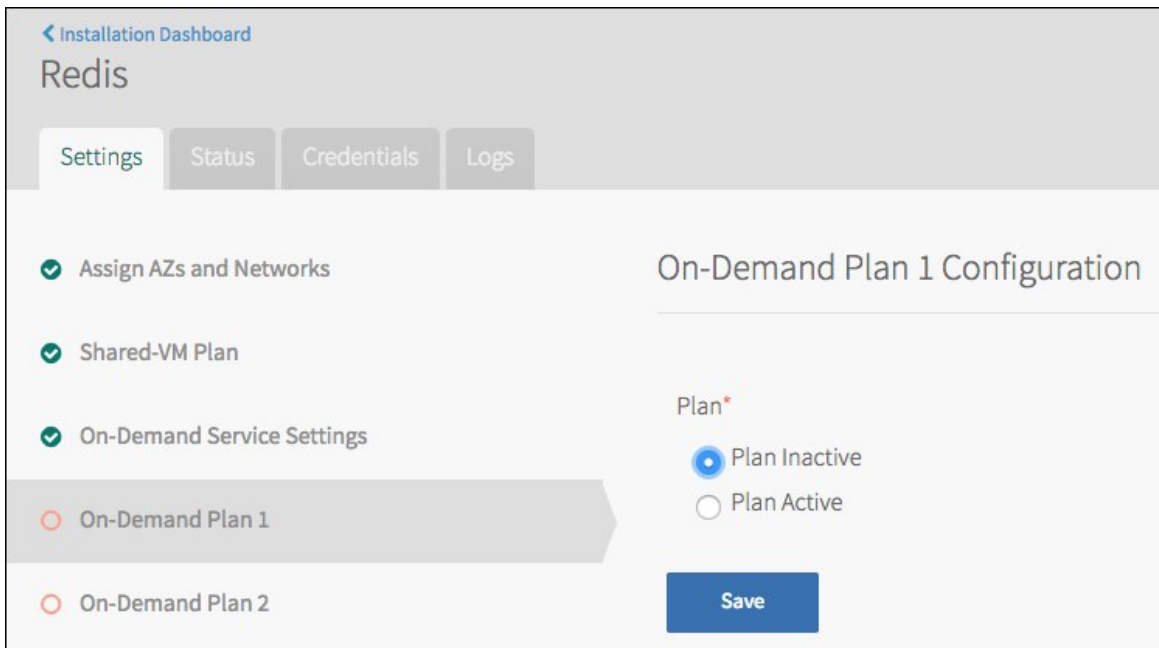 Installation Dashboard
Redis
Settings Status Credentials Logs
Assign AZs and Networks
Shared-VM Plan
On-Demand Service Settings
On-Demand Plan 1
On-Demand Plan 2
On-Demand Plan 1 Configuration
Plan*
Plan Inactive
Plan Active
Save